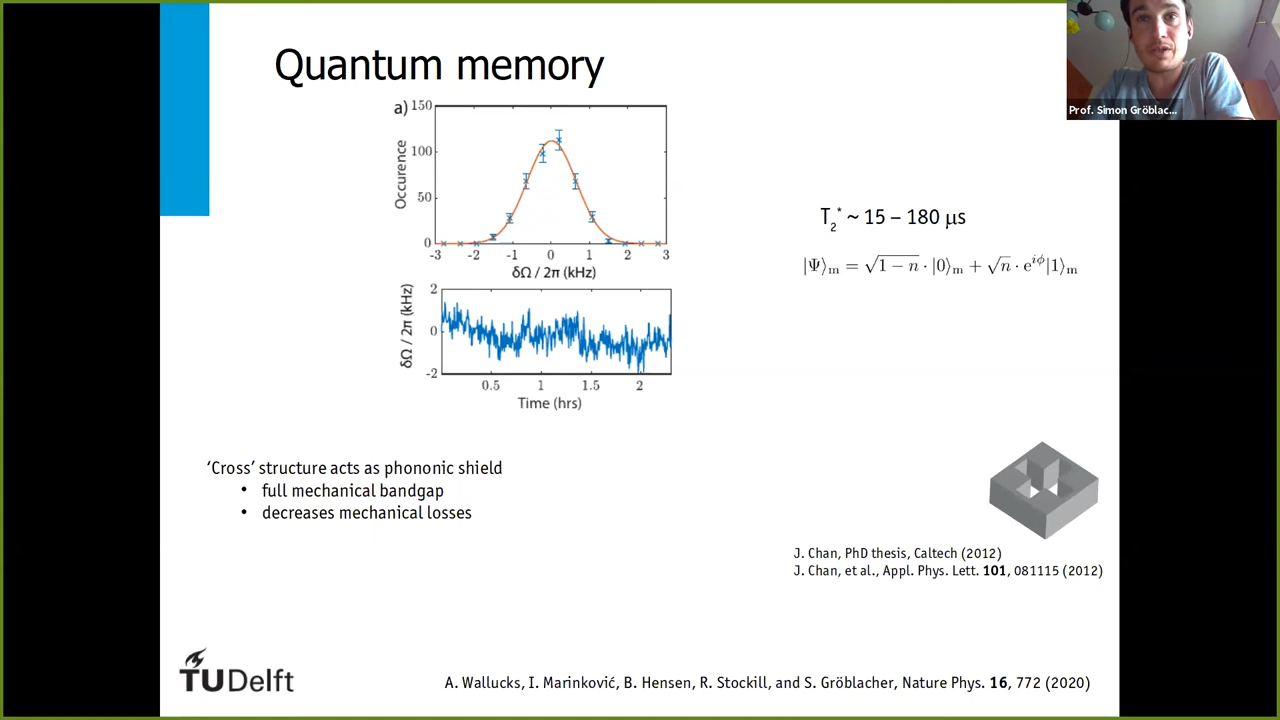 Quantum memory
a)
150
100
50
0
Occurence
-3 -2 -1 0 1 2 3
δΩ / 2π (kHz)
2
0
-2
δΩ / 2π (kHz)
0.5 1 1.5 2
Time (hrs)
T₂* ~ 15 – 180 μs
|Ψ⟩ₘ = √1−n · |0⟩ₘ + √n · e^{iϕ}|1⟩ₘ
‘Cross’ structure acts as phononic shield
• full mechanical bandgap
• decreases mechanical losses
J. Chan, PhD thesis, Caltech (2012)
J. Chan, et al., Appl. Phys. Lett. 101, 081115 (2012)
TUDelft
A. Wallucks, I. Marinković, B. Hensen, R. Stockill, and S. Gröblacher, Nature Phys. 16, 772 (2020)
Prof. Simon Gröblac...